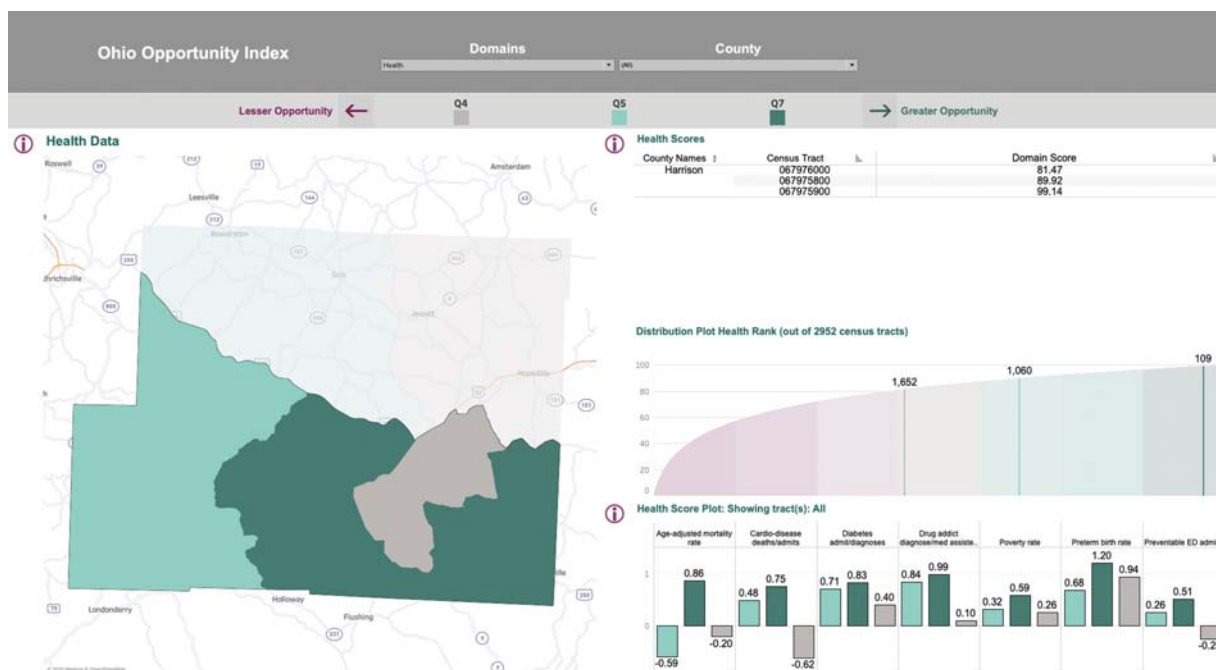 Ohio Opportunity Index
Domains
County
Health
(All)
Lesser Opportunity
Q4
Q5
Q7
Greater Opportunity
Health Data
Roswell
Leesville
Amsterdam
Bowerston
Scio
Jewett
Hopedale
hrichsville
Londonderry
Holloway
Flushing
Health Scores
County Names Census Tract Domain Score
Harrison 067976000 81.47
067975800 89.92
067975900 99.14
Distribution Plot Health Rank (out of 2952 census tracts)
100
80
60
40
20
0
1,652
1,060
109
Health Score Plot: Showing tract(s): All
Age-adjusted mortality rate
Cardio-disease deaths/admits
Diabetes admit/diagnoses
Drug addict diagnose/med assiste..
Poverty rate
Preterm birth rate
Preventable ED admi
1
0
-0.59 0.86 -0.20
0.48 0.75 -0.62
0.71 0.83 0.40
0.84 0.99 0.10
0.32 0.59 0.26
0.68 1.20 0.94
0.26 0.51 -0.2